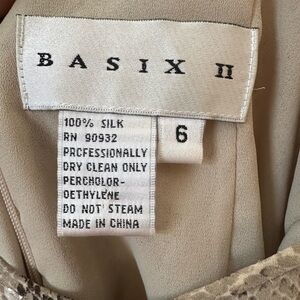 BASIX II
100% SILK
RN 90932
PROFESSIONALLY
DRY CLEAN ONLY
PERCHLOR-
OETHYLENE
DO NOT STEAM
MADE IN CHINA
6